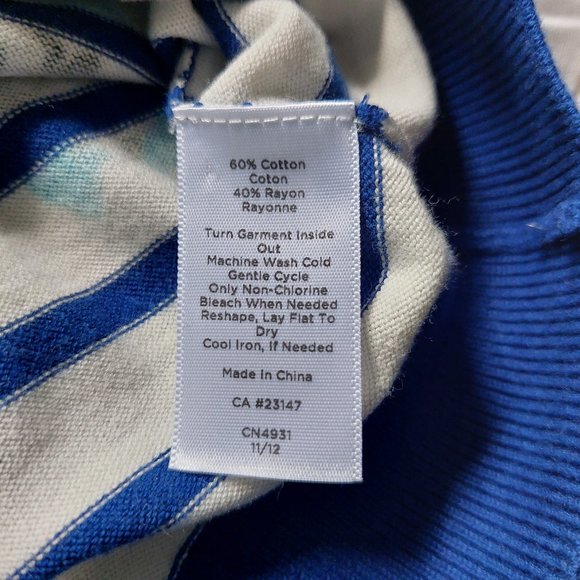 60% Cotton
Coton
40% Rayon
Rayonne
Turn Garment Inside
Out
Machine Wash Cold
Gentle Cycle
Only Non-Chlorine
Bleach When Needed
Reshape, Lay Flat To
Dry
Cool Iron, If Needed
Made In China
CA #23147
CN4931
11/12